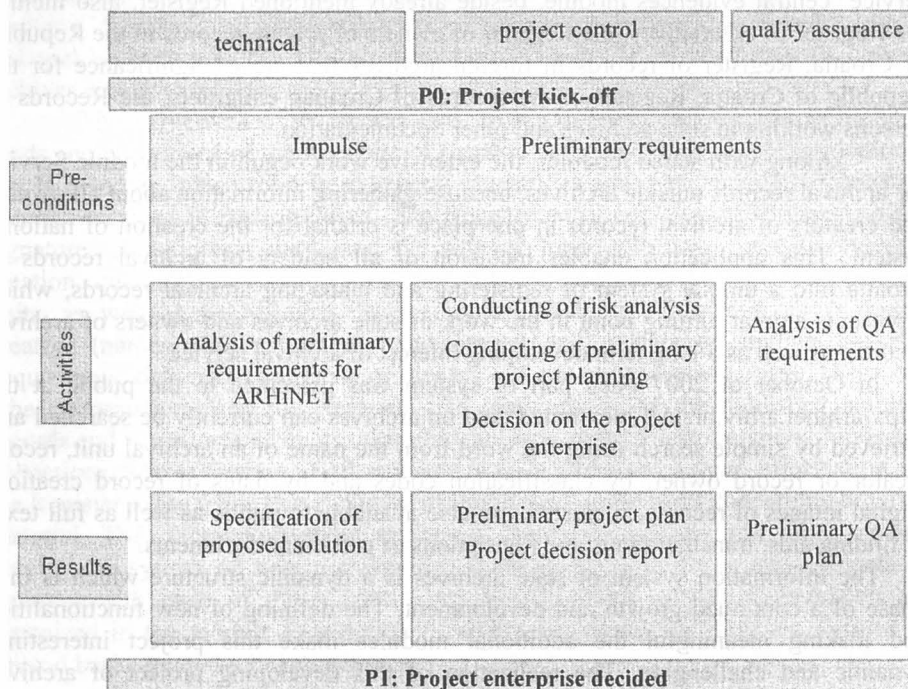 technical
project control
quality assurance
P0: Project kick-off
Impulse
Preliminary requirements
Pre-
conditions
Activities
Analysis of preliminary
requirements for
ARHiNET
Conducting of risk analysis
Conducting of preliminary
project planning
Decision on the project
enterprise
Analysis of QA
requirements
Results
Specification of
proposed solution
Preliminary project plan
Project decision report
Preliminary QA
plan
P1: Project enterprise decided